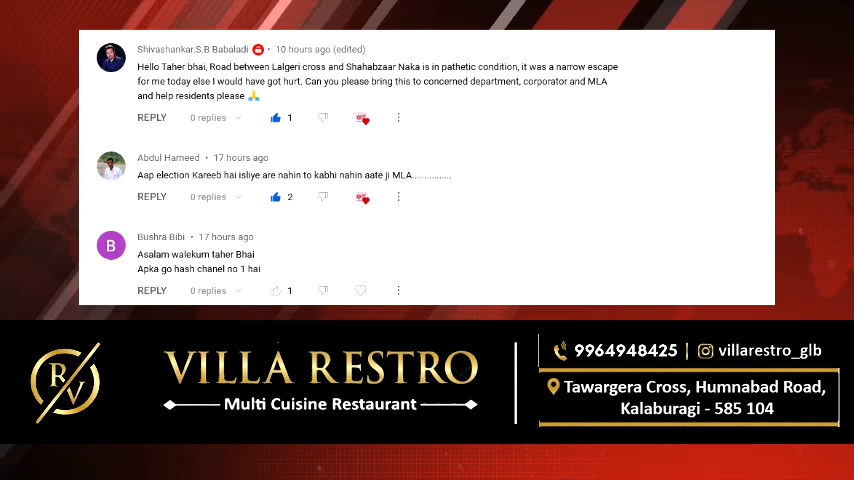 Shivashankar.S.B Babaladi • 10 hours ago (edited)
Hello Taher bhai, Road between Lalgeri cross and Shahabzaar Naka is in pathetic condition, it was a narrow escape
for me today else I would have got hurt. Can you please bring this to concerned department, corporator and MLA
and help residents please 🙏
REPLY 0 replies 1
Abdul Hameed • 17 hours ago
Aap election Kareeb hai isliye are nahin to kabhi nahin aate ji MLA................
REPLY 0 replies 2
B
Bushra Bibi • 17 hours ago
Asalam walekum taher Bhai
Apka go hash chanel no 1 hai
REPLY 0 replies 1
RV
VILLA RESTRO
Multi Cuisine Restaurant
9964948425 | villarestro_glb
Tawargera Cross, Humnabad Road,
Kalaburagi - 585 104